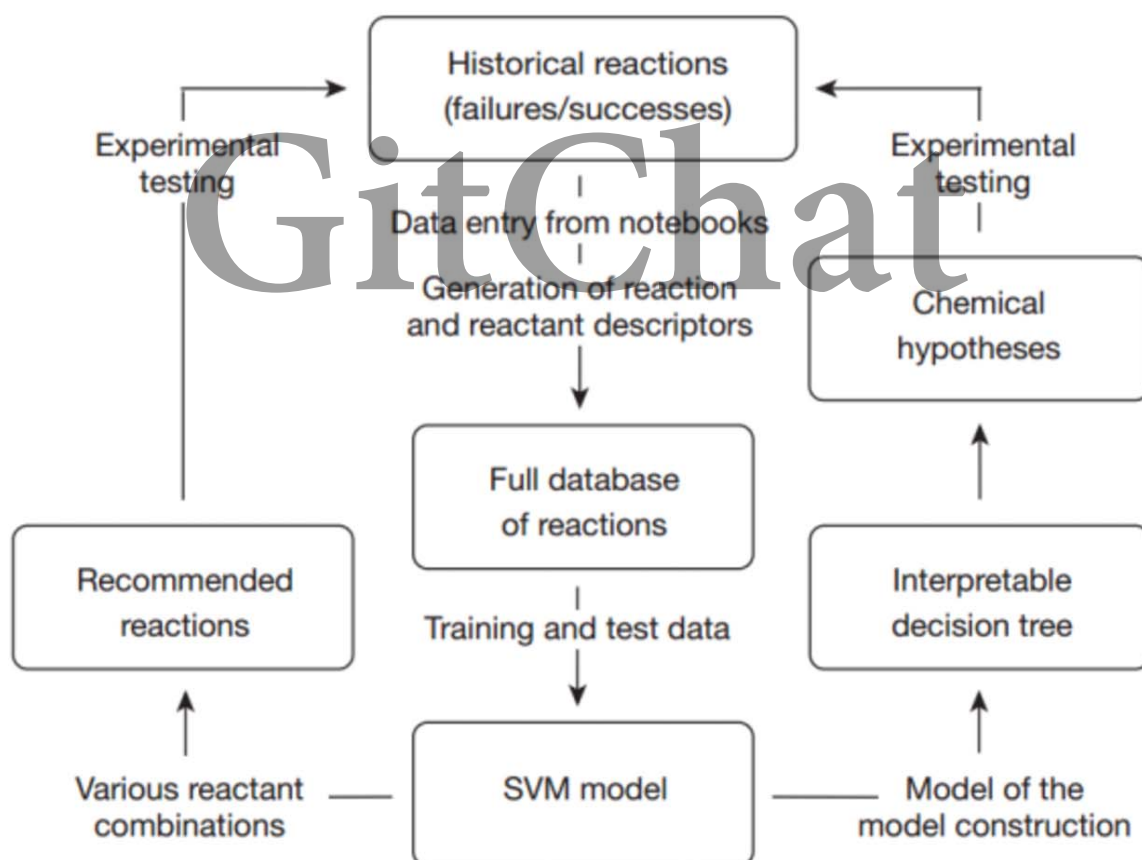 Historical reactions
(failures/successes)
Experimental
testing
Experimental
testing
GitChat
Data entry from notebooks
Generation of reaction
and reactant descriptors
Chemical
hypotheses
Full database
of reactions
Recommended
reactions
Interpretable
decision tree
Training and test data
Various reactant
combinations
SVM model
Model of the
model construction